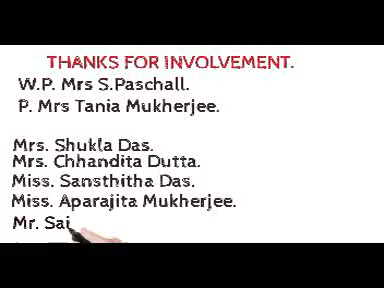 THANKS FOR INVOLVEMENT.
W.P. Mrs S.Paschall.
P. Mrs Tania Mukherjee.
Mrs. Shukla Das.
Mrs. Chhandita Dutta.
Miss. Sansthitha Das.
Miss. Aparajita Mukherjee.
Mr. Sai